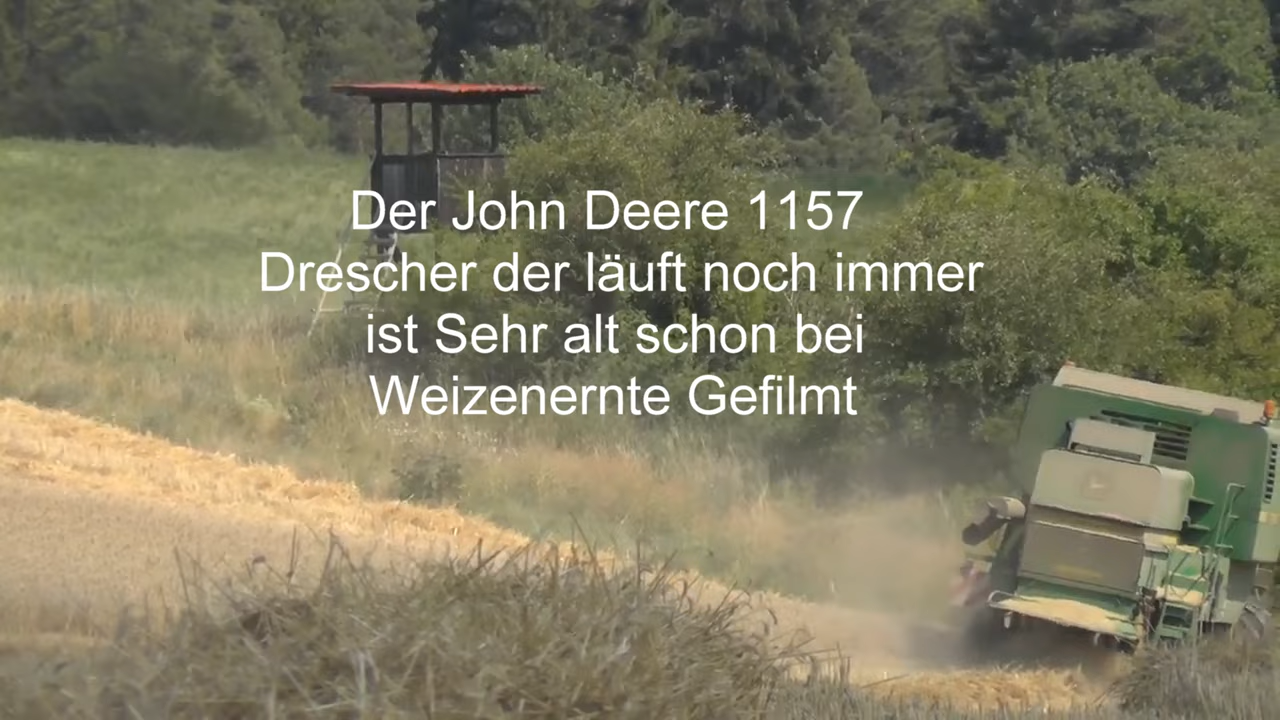 Der John Deere 1157
Drescher der läuft noch immer
ist Sehr alt schon bei
Weizenernte Gefilmt